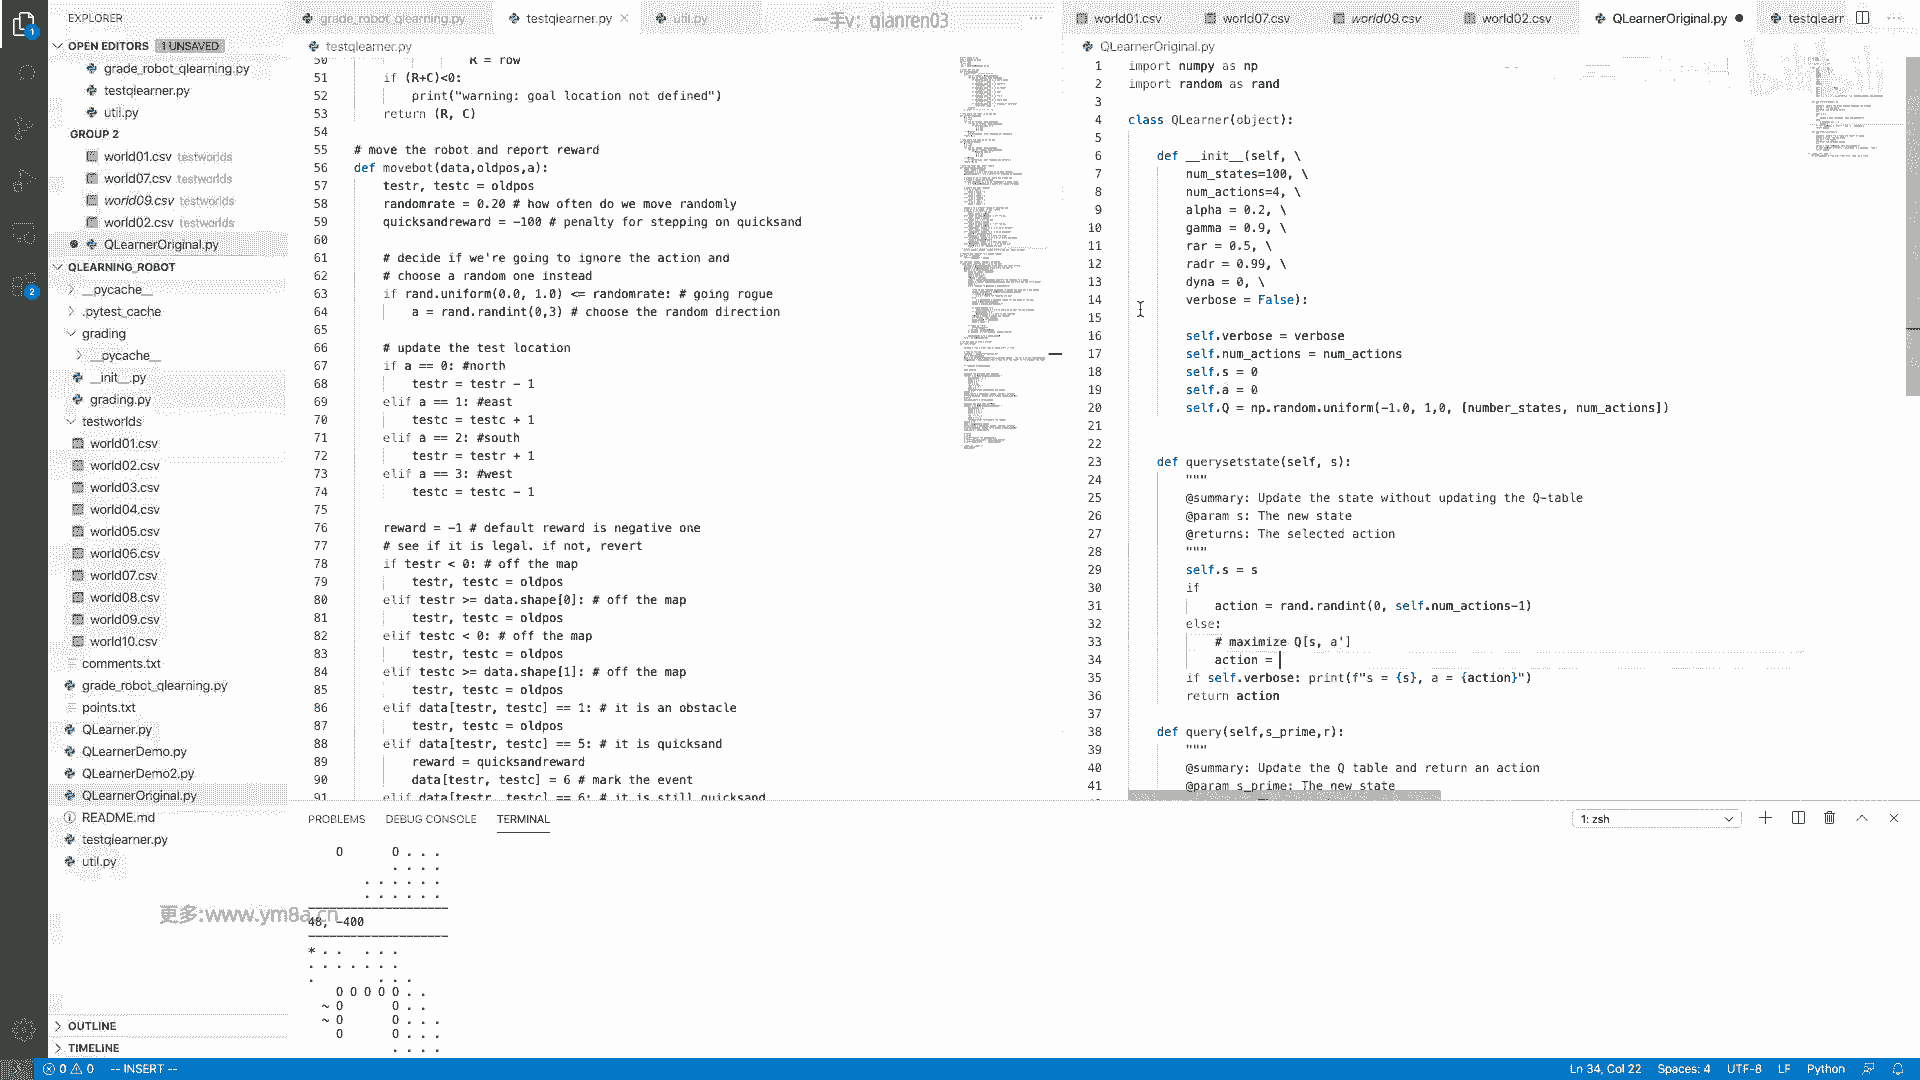 EXPLORER
OPEN EDITORS 1 UNSAVED
grade_robot_qlearning.py
testqlearner.py
util.py
GROUP 2
world01.csv testworlds
world07.csv testworlds
world09.csv testworlds
world02.csv testworlds
QLearnerOriginal.py
QLEARNING_ROBOT
__pycache__
.pytest_cache
grading
__pycache__
__init__.py
grading.py
testworlds
world01.csv
world02.csv
world03.csv
world04.csv
world05.csv
world06.csv
world07.csv
world08.csv
world09.csv
world10.csv
comments.txt
grade_robot_qlearning.py
points.txt
QLearner.py
QLearnerDemo.py
QLearnerDemo2.py
QLearnerOriginal.py
README.md
testqlearner.py
util.py
更多:www.ym8a.cn
OUTLINE
TIMELINE
grade_robot_qlearning.py testqlearner.py util.py
一手v: qianren03
testqlearner.py
50 R = row
51 if (R+C)<0:
52 print("warning: goal location not defined")
53 return (R, C)
54
55 # move the robot and report reward
56 def movebot(data,oldpos,a):
57 testr, testc = oldpos
58 randomrate = 0.20 # how often do we move randomly
59 quicksandreward = -100 # penalty for stepping on quicksand
60
61 # decide if we're going to ignore the action and
62 # choose a random one instead
63 if rand.uniform(0.0, 1.0) <= randomrate: # going rogue
64 a = rand.randint(0,3) # choose the random direction
65
66 # update the test location
67 if a == 0: #north
68 testr = testr - 1
69 elif a == 1: #east
70 testc = testc + 1
71 elif a == 2: #south
72 testr = testr + 1
73 elif a == 3: #west
74 testc = testc - 1
75
76 reward = -1 # default reward is negative one
77 # see if it is legal. if not, revert
78 if testr < 0: # off the map
79 testr, testc = oldpos
80 elif testr >= data.shape[0]: # off the map
81 testr, testc = oldpos
82 elif testc < 0: # off the map
83 testr, testc = oldpos
84 elif testc >= data.shape[1]: # off the map
85 testr, testc = oldpos
86 elif data[testr, testc] == 1: # it is an obstacle
87 testr, testc = oldpos
88 elif data[testr, testc] == 5: # it is quicksand
89 reward = quicksandreward
90 data[testr, testc] = 6 # mark the event
91 elif data[testr, testc] == 6: # it is still quicksand
world01.csv world07.csv world09.csv world02.csv QLearnerOriginal.py testqlearr
QLearnerOriginal.py
1 import numpy as np
2 import random as rand
3
4 class QLearner(object):
5
6 def __init__(self, \
7 num_states=100, \
8 num_actions=4, \
9 alpha = 0.2, \
10 gamma = 0.9, \
11 rar = 0.5, \
12 radr = 0.99, \
13 dyna = 0, \
14 verbose = False):
15
16 self.verbose = verbose
17 self.num_actions = num_actions
18 self.s = 0
19 self.a = 0
20 self.Q = np.random.uniform(-1.0, 1,0, [number_states, num_actions])
21
22
23 def querysetstate(self, s):
24 """
25 @summary: Update the state without updating the Q-table
26 @param s: The new state
27 @returns: The selected action
28 """
29 self.s = s
30 if
31 action = rand.randint(0, self.num_actions-1)
32 else:
33 # maximize Q[s, a']
34 action =
35 if self.verbose: print(f"s = {s}, a = {action}")
36 return action
37
38 def query(self,s_prime,r):
39 """
40 @summary: Update the Q table and return an action
41 @param s_prime: The new state
PROBLEMS DEBUG CONSOLE TERMINAL
1: zsh
O O . . .
. . . .
. . . . . .
. . . . . .
--------------------
48, -400
--------------------
* . . . . .
. . . . . . .
. . . .
O O O O O . .
~ O O . .
~ O O . . .
O O . . .
. . . .
0 0 -- INSERT --
Ln 34, Col 22 Spaces: 4 UTF-8 LF Python